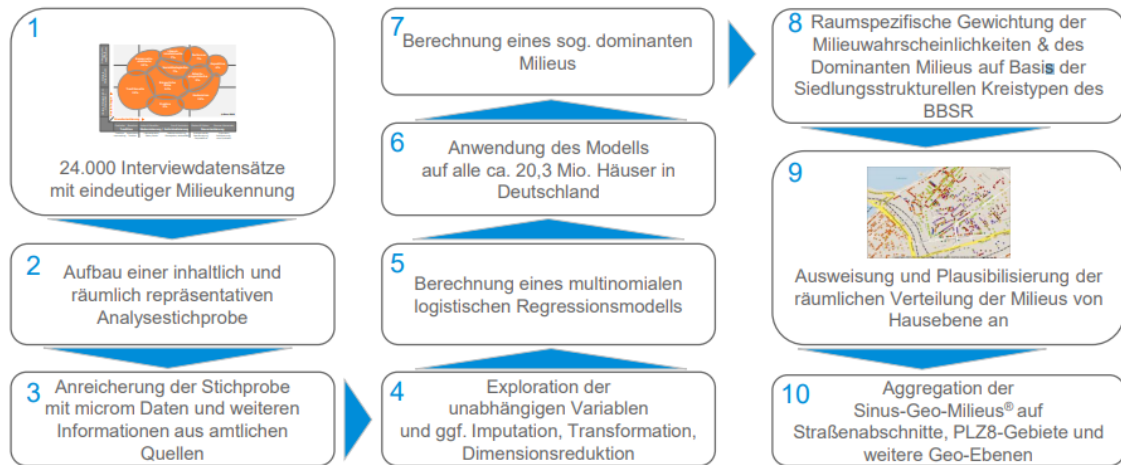 1
24.000 Interviewdatensätze
mit eindeutiger Milieukennung
2
Aufbau einer inhaltlich und
räumlich repräsentativen
Analysestichprobe
3
Anreicherung der Stichprobe
mit microm Daten und weiteren
Informationen aus amtlichen
Quellen
4
Exploration der
unabhängigen Variablen
und ggf. Imputation, Transformation,
Dimensionsreduktion
5
Berechnung eines multinomialen
logistischen Regressionsmodells
6
Anwendung des Modells
auf alle ca. 20,3 Mio. Häuser in
Deutschland
7
Berechnung eines sog. dominanten
Milieus
8
Raumspezifische Gewichtung der
Milieuwahrscheinlichkeiten & des
Dominanten Milieus auf Basis der
Siedlungsstrukturellen Kreistypen des
BBSR
9
Ausweisung und Plausibilisierung der
räumlichen Verteilung der Milieus von
Hausebene an
10
Aggregation der
Sinus-Geo-Milieus® auf
Straßenabschnitte, PLZ8-Gebiete und
weitere Geo-Ebenen